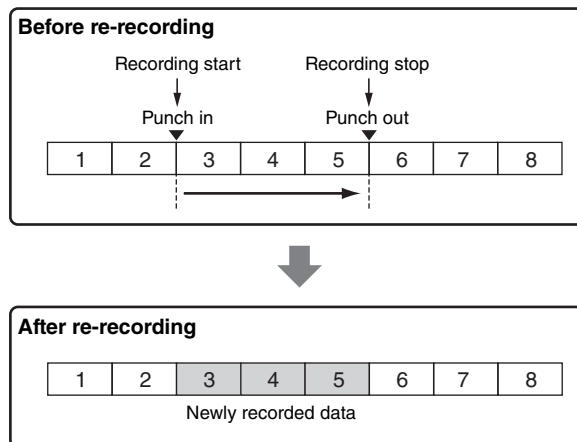 Before re-recording
Recording start Recording stop
Punch in Punch out
1 2 3 4 5 6 7 8
After re-recording
1 2 3 4 5 6 7 8
Newly recorded data